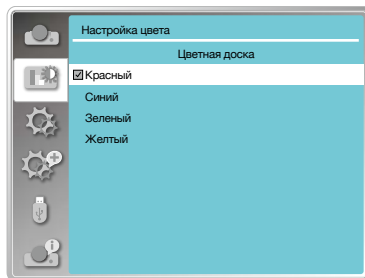 Настройка цвета
Цветная доска
Красный
Синий
Зеленый
Желтый